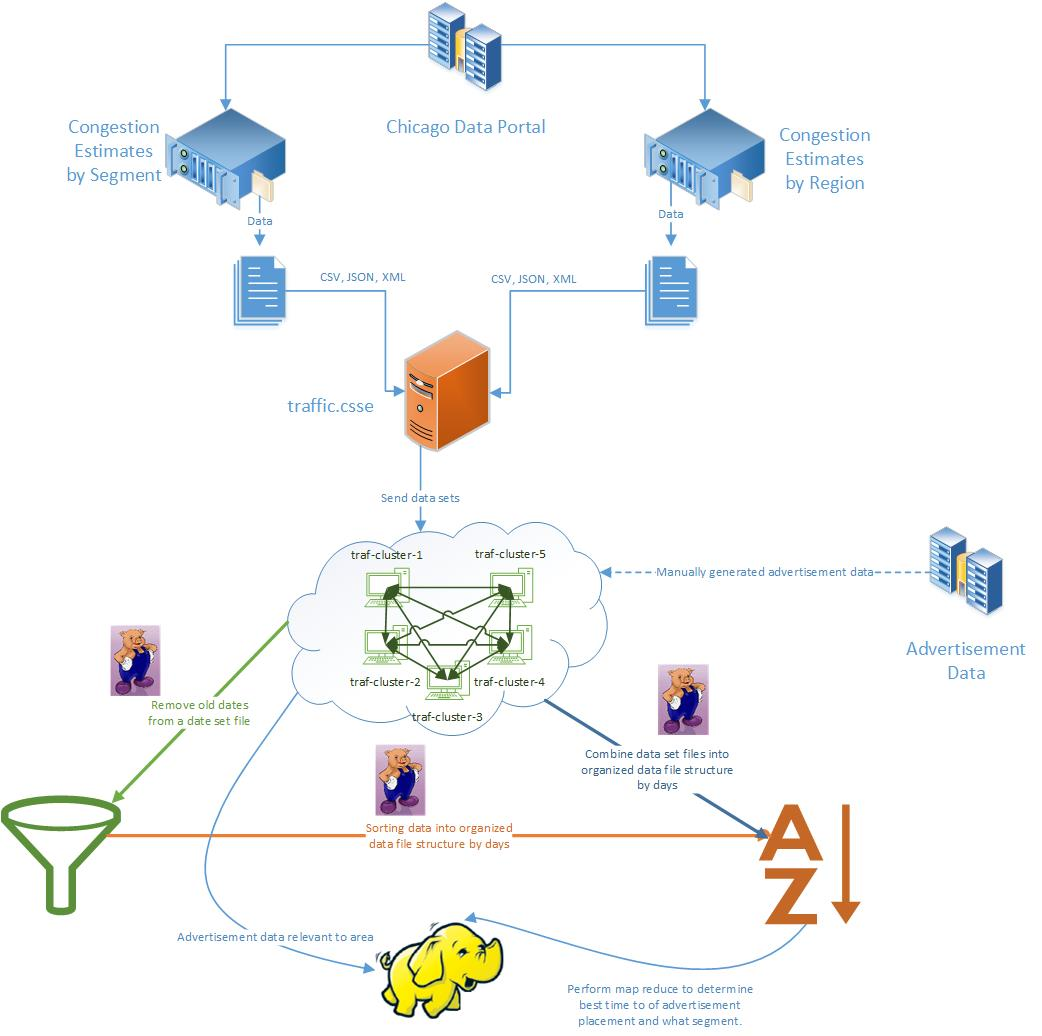 Chicago Data Portal
Congestion
Estimates
by Segment
Congestion
Estimates
by Region
Data
Data
CSV, JSON, XML
CSV, JSON, XML
traffic.csse
Send data sets
traf-cluster-1
traf-cluster-5
traf-cluster-2
traf-cluster-4
traf-cluster-3
Manually generated advertisement data
Advertisement
Data
Remove old dates
from a date set file
Combine data set files into
organized data file structure
by days
Sorting data into organized
data file structure by days
A
Z
Advertisement data relevant to area
Perform map reduce to determine
best time to of advertisement
placement and what segment.